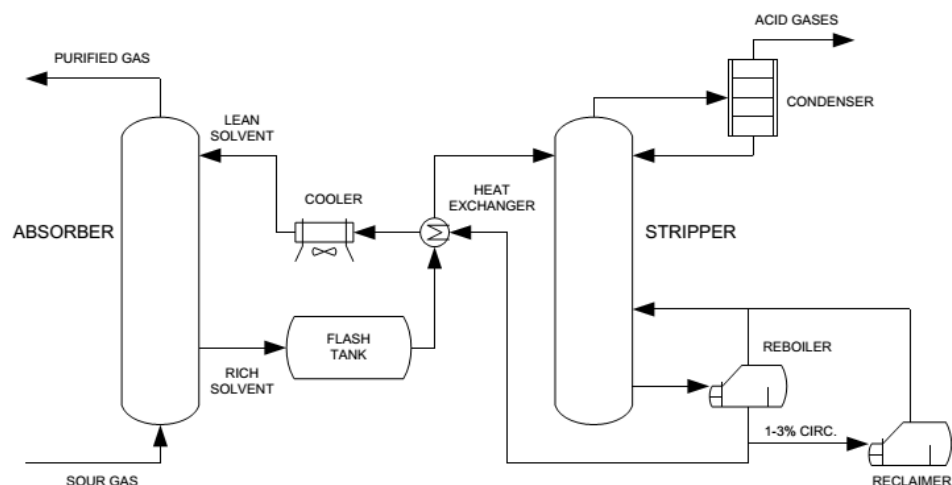 ACID GASES
PURIFIED GAS
CONDENSER
LEAN
SOLVENT
COOLER
HEAT
EXCHANGER
ABSORBER
STRIPPER
FLASH
TANK
REBOILER
RICH
SOLVENT
1-3% CIRC.
SOUR GAS
RECLAIMER